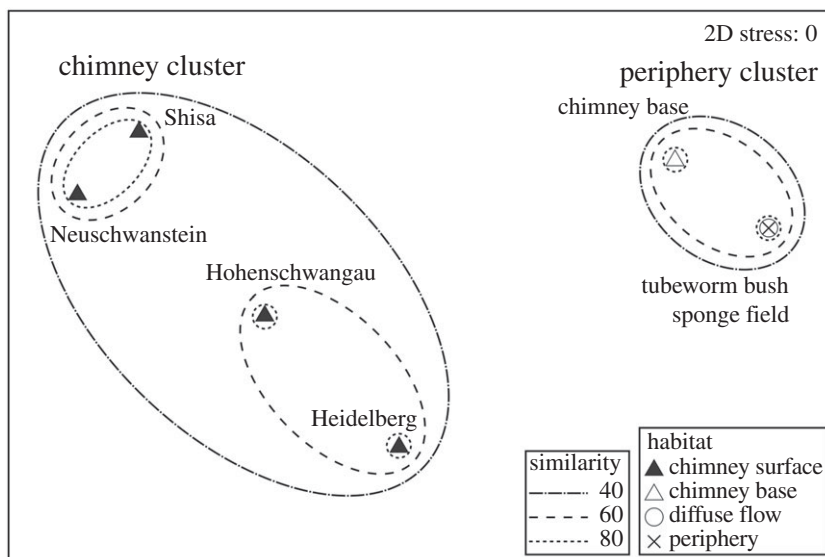 2D stress: 0
chimney cluster
periphery cluster
chimney base
Shisa
Neuschwanstein
Hohenschwangau
tubeworm bush
sponge field
Heidelberg
similarity
40
60
80
habitat
chimney surface
chimney base
diffuse flow
periphery